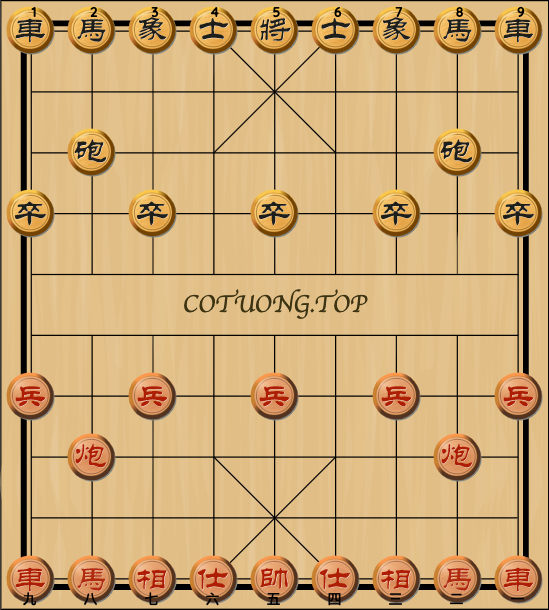 1 2 3 4 5 6 7 8 9
車 馬 象 士 將 士 象 馬 車
砲 砲
卒 卒 卒 卒 卒
COTUONG.TOP
兵 兵 兵 兵 兵
炮 炮
車 馬 相 仕 帥 仕 相 馬 車
九 八 七 六 五 四 三 二 一